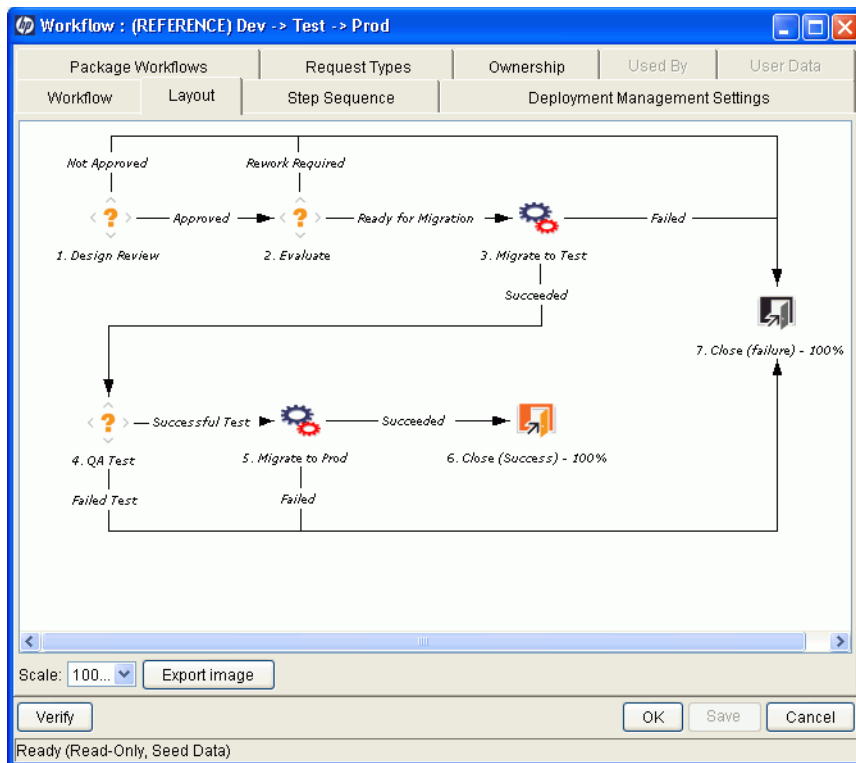 hp Workflow : (REFERENCE) Dev -> Test -> Prod
Package Workflows Request Types Ownership Used By User Data
Workflow Layout Step Sequence Deployment Management Settings
Not Approved Rework Required
Approved Ready for Migration Failed
1. Design Review 2. Evaluate 3. Migrate to Test
Succeeded
7. Close (failure) - 100%
Successful Test Succeeded
4. QA Test 5. Migrate to Prod 6. Close (Success) - 100%
Failed Test Failed
Scale: 100... Export image
Verify OK Save Cancel
Ready (Read-Only, Seed Data)